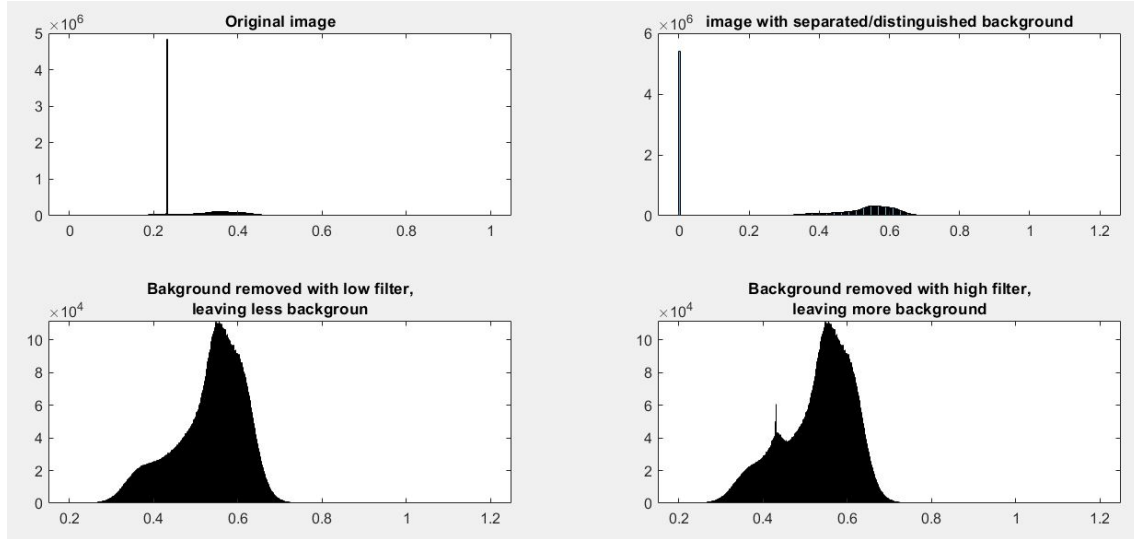 Original image
×10^6
5
4
3
2
1
0
0 0.2 0.4 0.6 0.8 1
image with separated/distinguished background
×10^6
6
4
2
0
0 0.2 0.4 0.6 0.8 1 1.2
Bakground removed with low filter,
leaving less backgroun
×10^4
10
8
6
4
2
0
0.2 0.4 0.6 0.8 1 1.2
Background removed with high filter,
leaving more background
×10^4
10
8
6
4
2
0
0.2 0.4 0.6 0.8 1 1.2